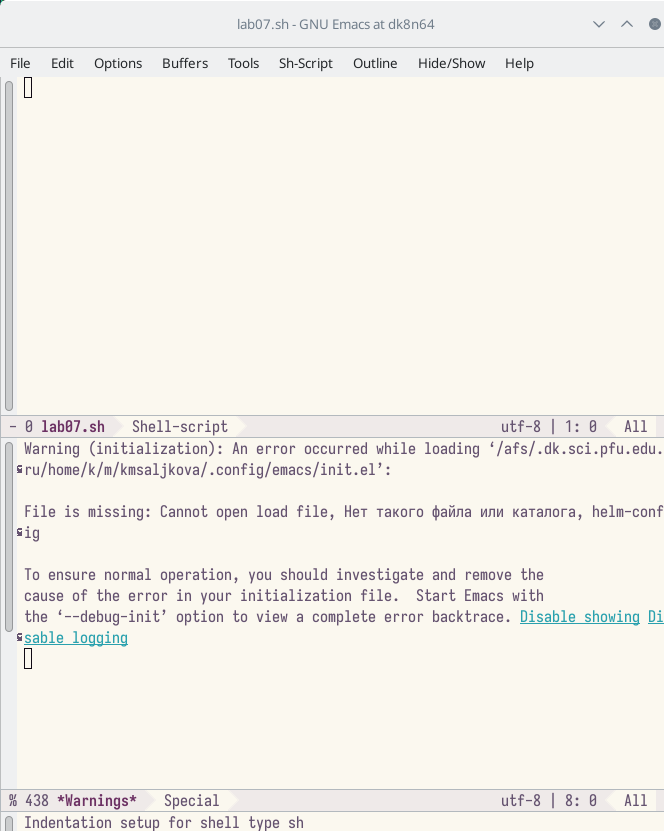 lab07.sh - GNU Emacs at dk8n64
File Edit Options Buffers Tools Sh-Script Outline Hide/Show Help
- 0 lab07.sh Shell-script utf-8 | 1: 0 All
Warning (initialization): An error occurred while loading ‘/afs/.dk.sci.pfu.edu.
ru/home/k/m/kmsaljkova/.config/emacs/init.el’:
File is missing: Cannot open load file, Нет такого файла или каталога, helm-conf
ig
To ensure normal operation, you should investigate and remove the
cause of the error in your initialization file.  Start Emacs with
the ‘--debug-init’ option to view a complete error backtrace. Disable showing Di
sable logging
% 438 *Warnings* Special utf-8 | 8: 0 All
Indentation setup for shell type sh